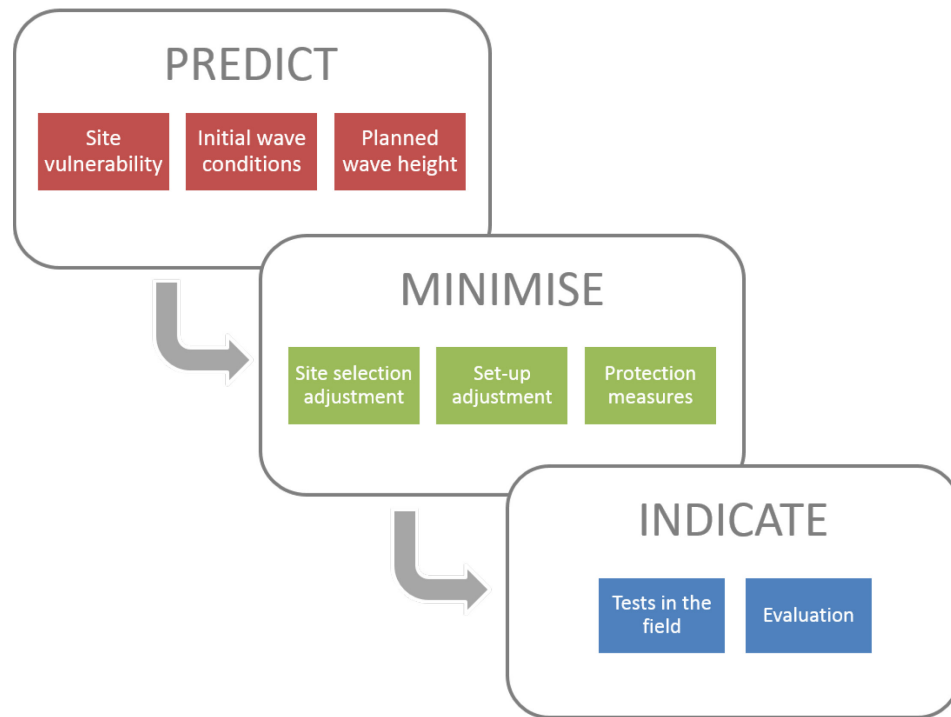 PREDICT
Site
vulnerability
Initial wave
conditions
Planned
wave height
MINIMISE
Site selection
adjustment
Set-up
adjustment
Protection
measures
INDICATE
Tests in the
field
Evaluation